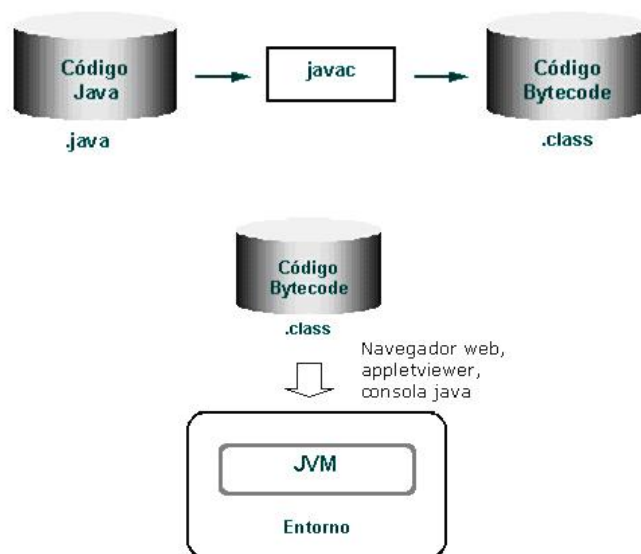 Código
Java
javac
Código
Bytecode
.java
.class
Código
Bytecode
.class
Navegador web,
appletviewer,
consola java
JVM
Entorno